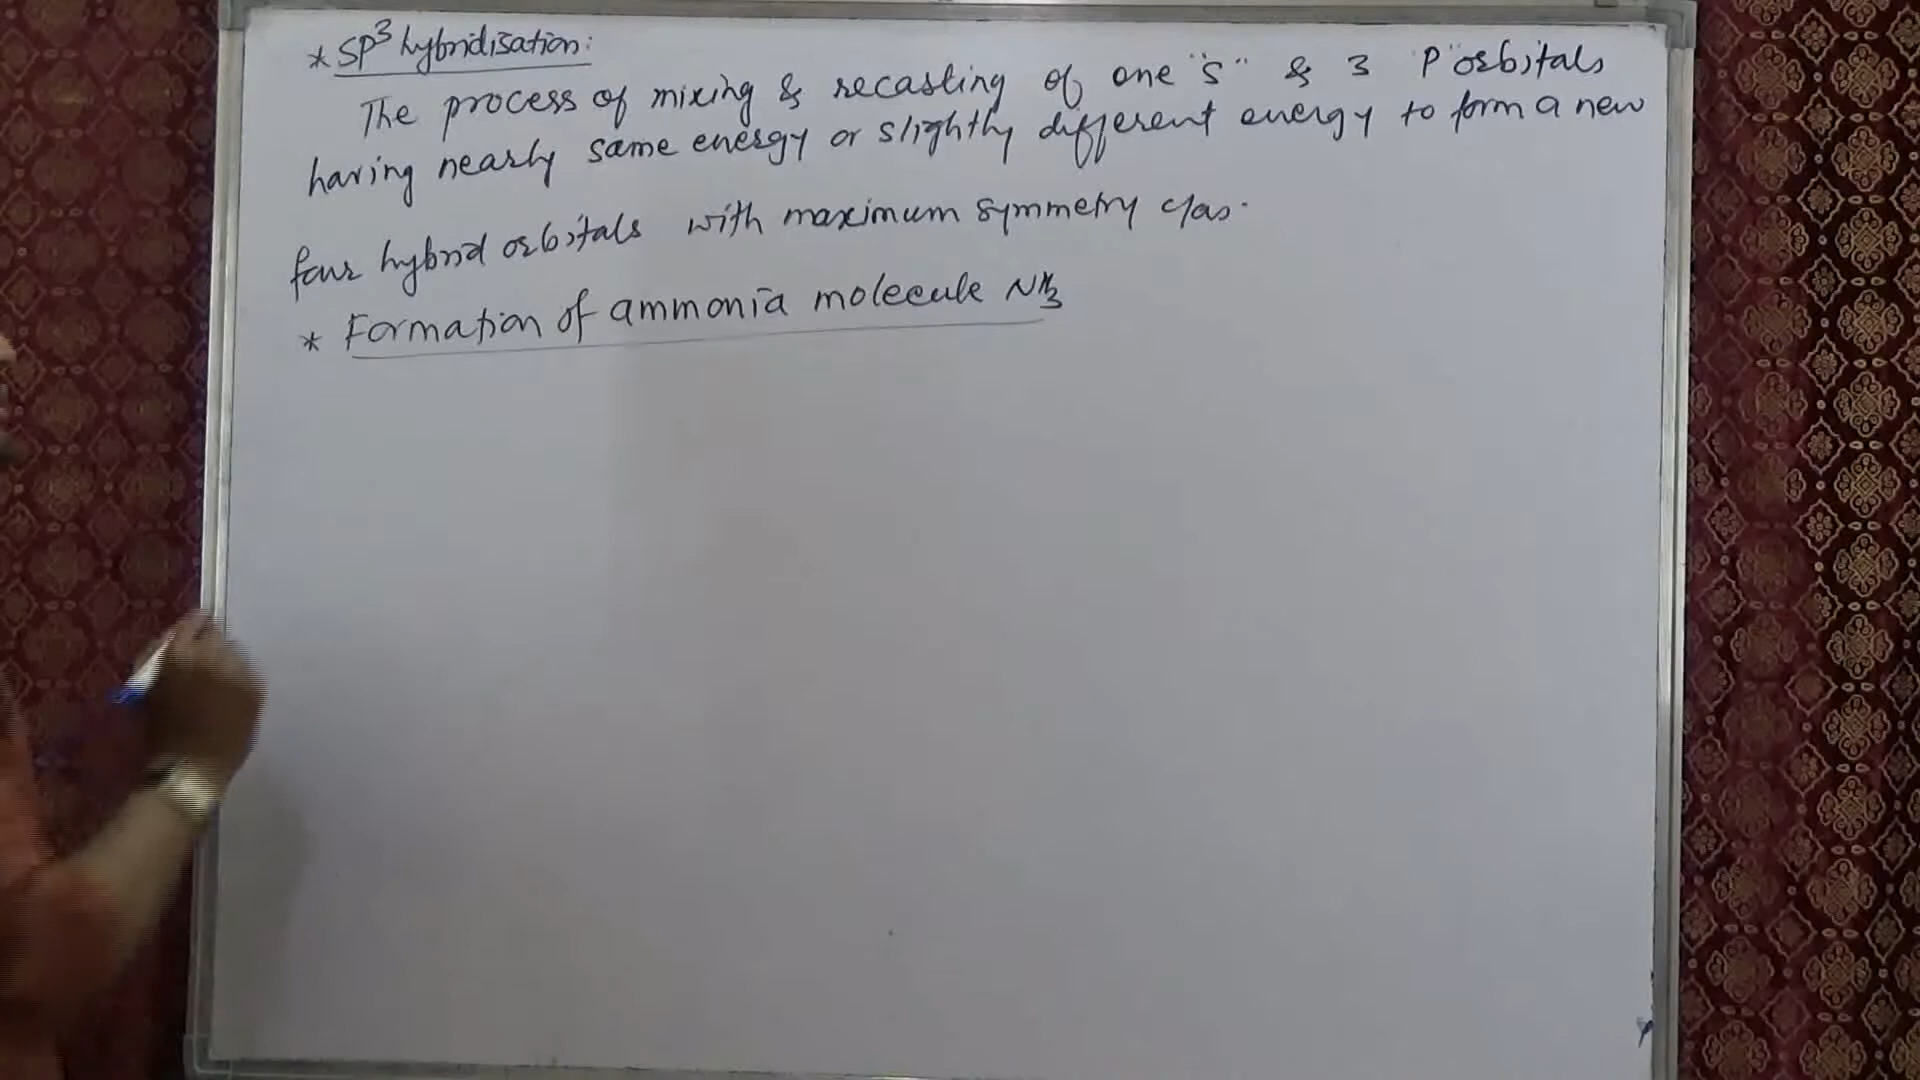 * SP³ hybridisation:
The process of mixing & recasting of one "s" & 3 "P" orbitals
having nearly same energy or slightly different energy to form a new
four hybrid orbitals with maximum symmetry
* Formation of ammonia molecule NH₃